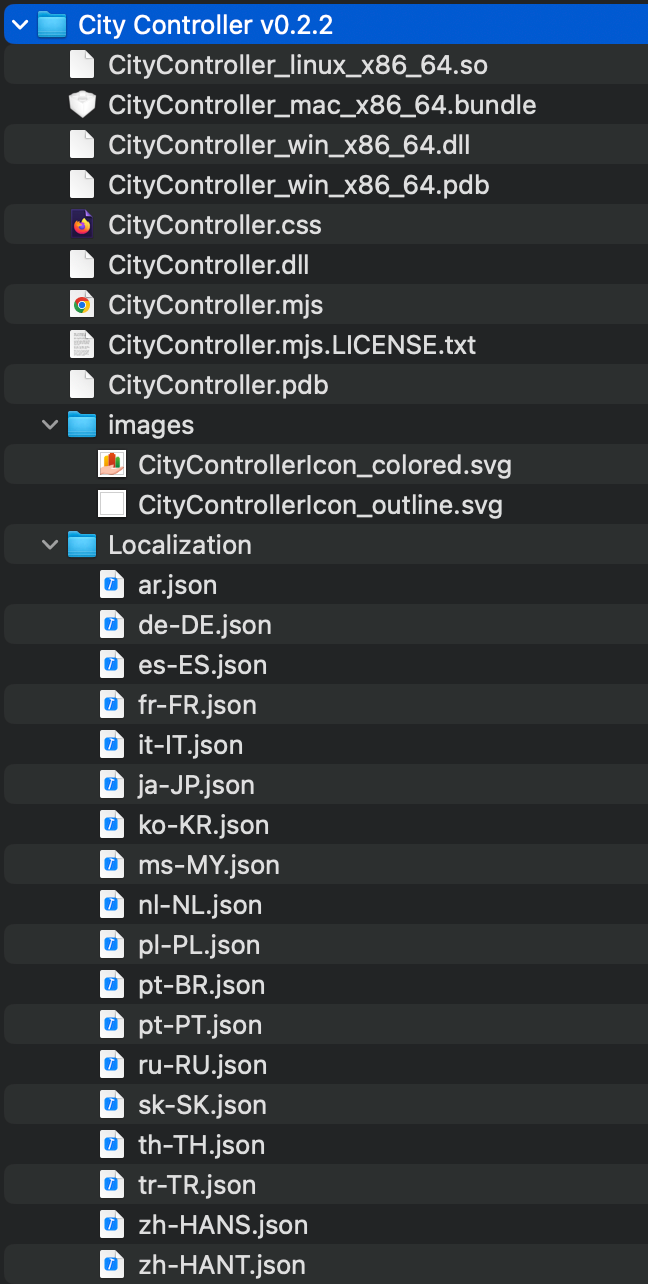 City Controller v0.2.2
CityController_linux_x86_64.so
CityController_mac_x86_64.bundle
CityController_win_x86_64.dll
CityController_win_x86_64.pdb
CityController.css
CityController.dll
CityController.mjs
CityController.mjs.LICENSE.txt
CityController.pdb
images
CityControllerIcon_colored.svg
CityControllerIcon_outline.svg
Localization
ar.json
de-DE.json
es-ES.json
fr-FR.json
it-IT.json
ja-JP.json
ko-KR.json
ms-MY.json
nl-NL.json
pl-PL.json
pt-BR.json
pt-PT.json
ru-RU.json
sk-SK.json
th-TH.json
tr-TR.json
zh-HANS.json
zh-HANT.json